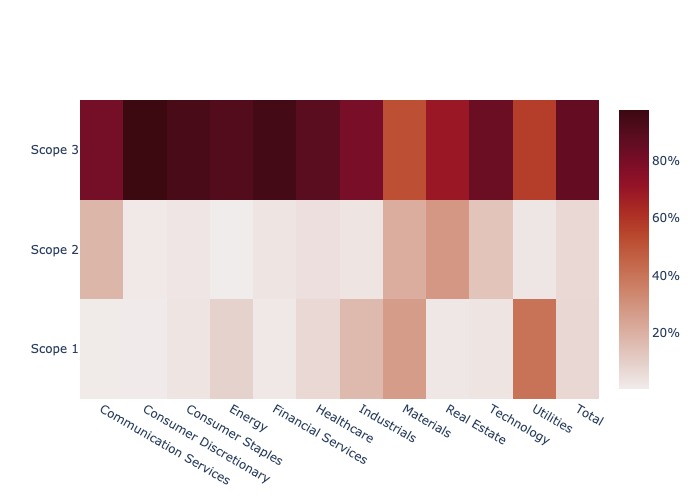 Scope 3
Scope 2
Scope 1
80%
60%
40%
20%
Communication Services
Consumer Discretionary
Consumer Staples
Energy
Financial Services
Healthcare
Industrials
Materials
Real Estate
Technology
Utilities
Total